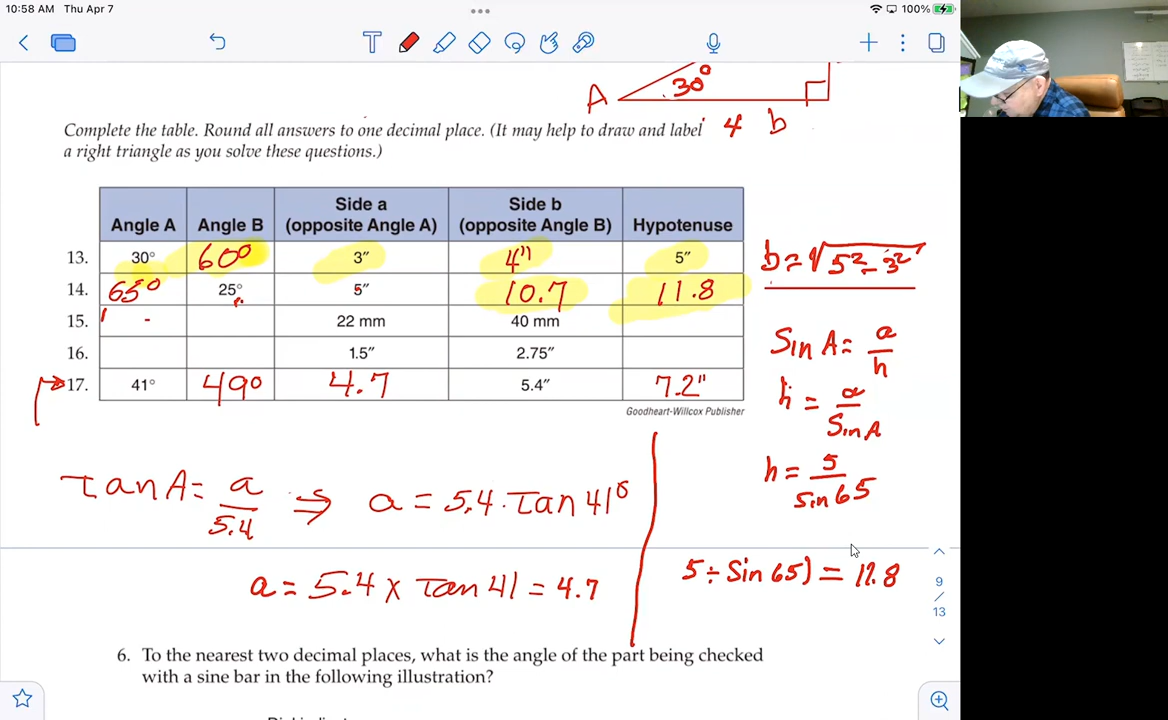 10:58 AM Thu Apr 7
100%
A 30°
4 b
Complete the table. Round all answers to one decimal place. (It may help to draw and label
a right triangle as you solve these questions.)
Angle A Angle B Side a (opposite Angle A) Side b (opposite Angle B) Hypotenuse
13. 30° 60° 3″ 4" 5″
14. 65° 25° 5″ 10.7 11.8
15. 22 mm 40 mm
16. 1.5″ 2.75″
17. 41° 49° 4.7 5.4″ 7.2"
Goodheart-Willcox Publisher
b = √5² - 3²
Sin A = a/h
h = a/Sin A
h = 5/Sin 65
Tan A = a/5.4 ⇒ a = 5.4 · Tan 41°
a = 5.4 x Tan 41 = 4.7
5 ÷ Sin 65) = 11.8
9
/
13
6. To the nearest two decimal places, what is the angle of the part being checked
with a sine bar in the following illustration?